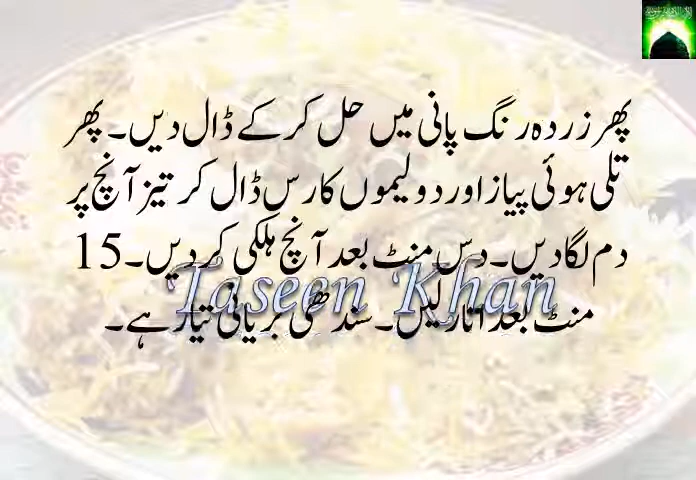 پھر زردہ رنگ پانی میں حل کر کے ڈال دیں۔ پھر
تلی ہوئی پیاز اور دو لیموں کا رس ڈال کر تیز آنچ پر
دم لگا دیں۔ دس منٹ بعد آنچ ہلکی کر دیں۔ 15
منٹ بعد اتار لیں۔ سندھی بریانی تیار ہے۔
Taseen Khan